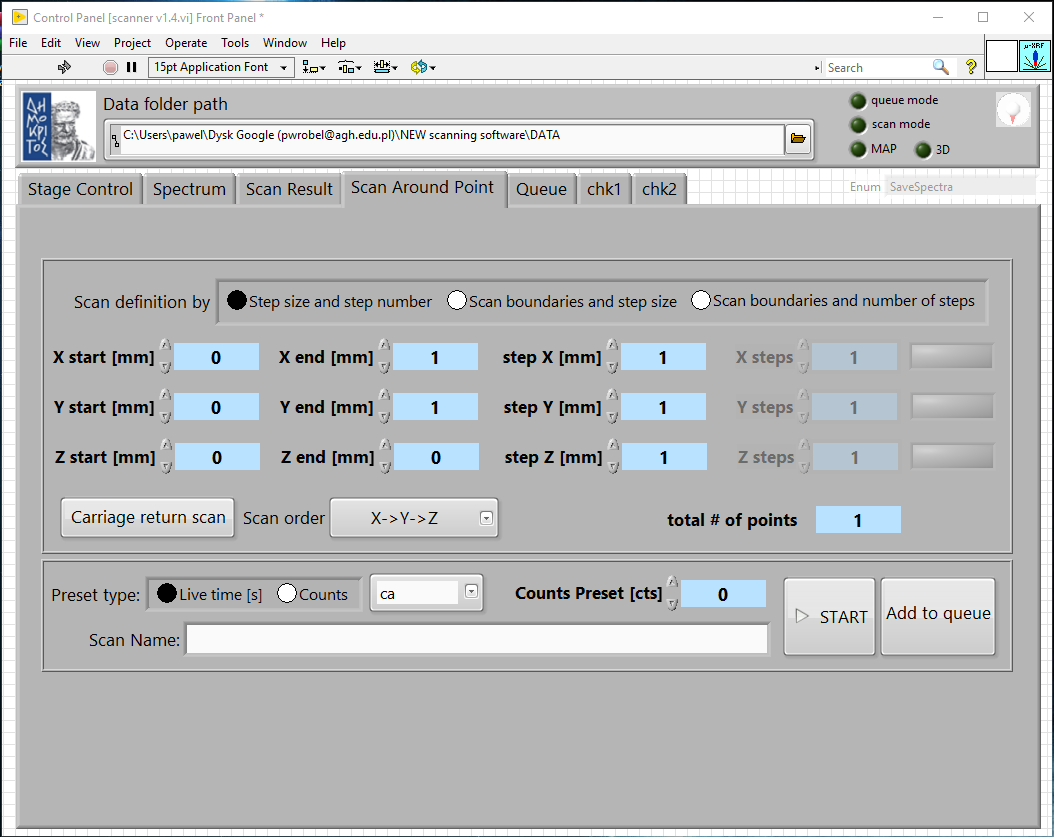 Control Panel [scanner v1.4.vi] Front Panel *
File Edit View Project Operate Tools Window Help
15pt Application Font Search
μ-XRF
ΔΗ
ΜΟ
ΚΡΙ
ΤΟΣ
Data folder path
C:\Users\pawel\Dysk Google (pwrobel@agh.edu.pl)\NEW scanning software\DATA
queue mode
scan mode
MAP 3D
Stage Control Spectrum Scan Result Scan Around Point Queue chk1 chk2
Enum SaveSpectra
Scan definition by Step size and step number Scan boundaries and step size Scan boundaries and number of steps
X start [mm] 0 X end [mm] 1 step X [mm] 1 X steps 1
Y start [mm] 0 Y end [mm] 1 step Y [mm] 1 Y steps 1
Z start [mm] 0 Z end [mm] 0 step Z [mm] 1 Z steps 1
Carriage return scan Scan order X->Y->Z total # of points 1
Preset type: Live time [s] Counts ca Counts Preset [cts] 0
START Add to queue
Scan Name: